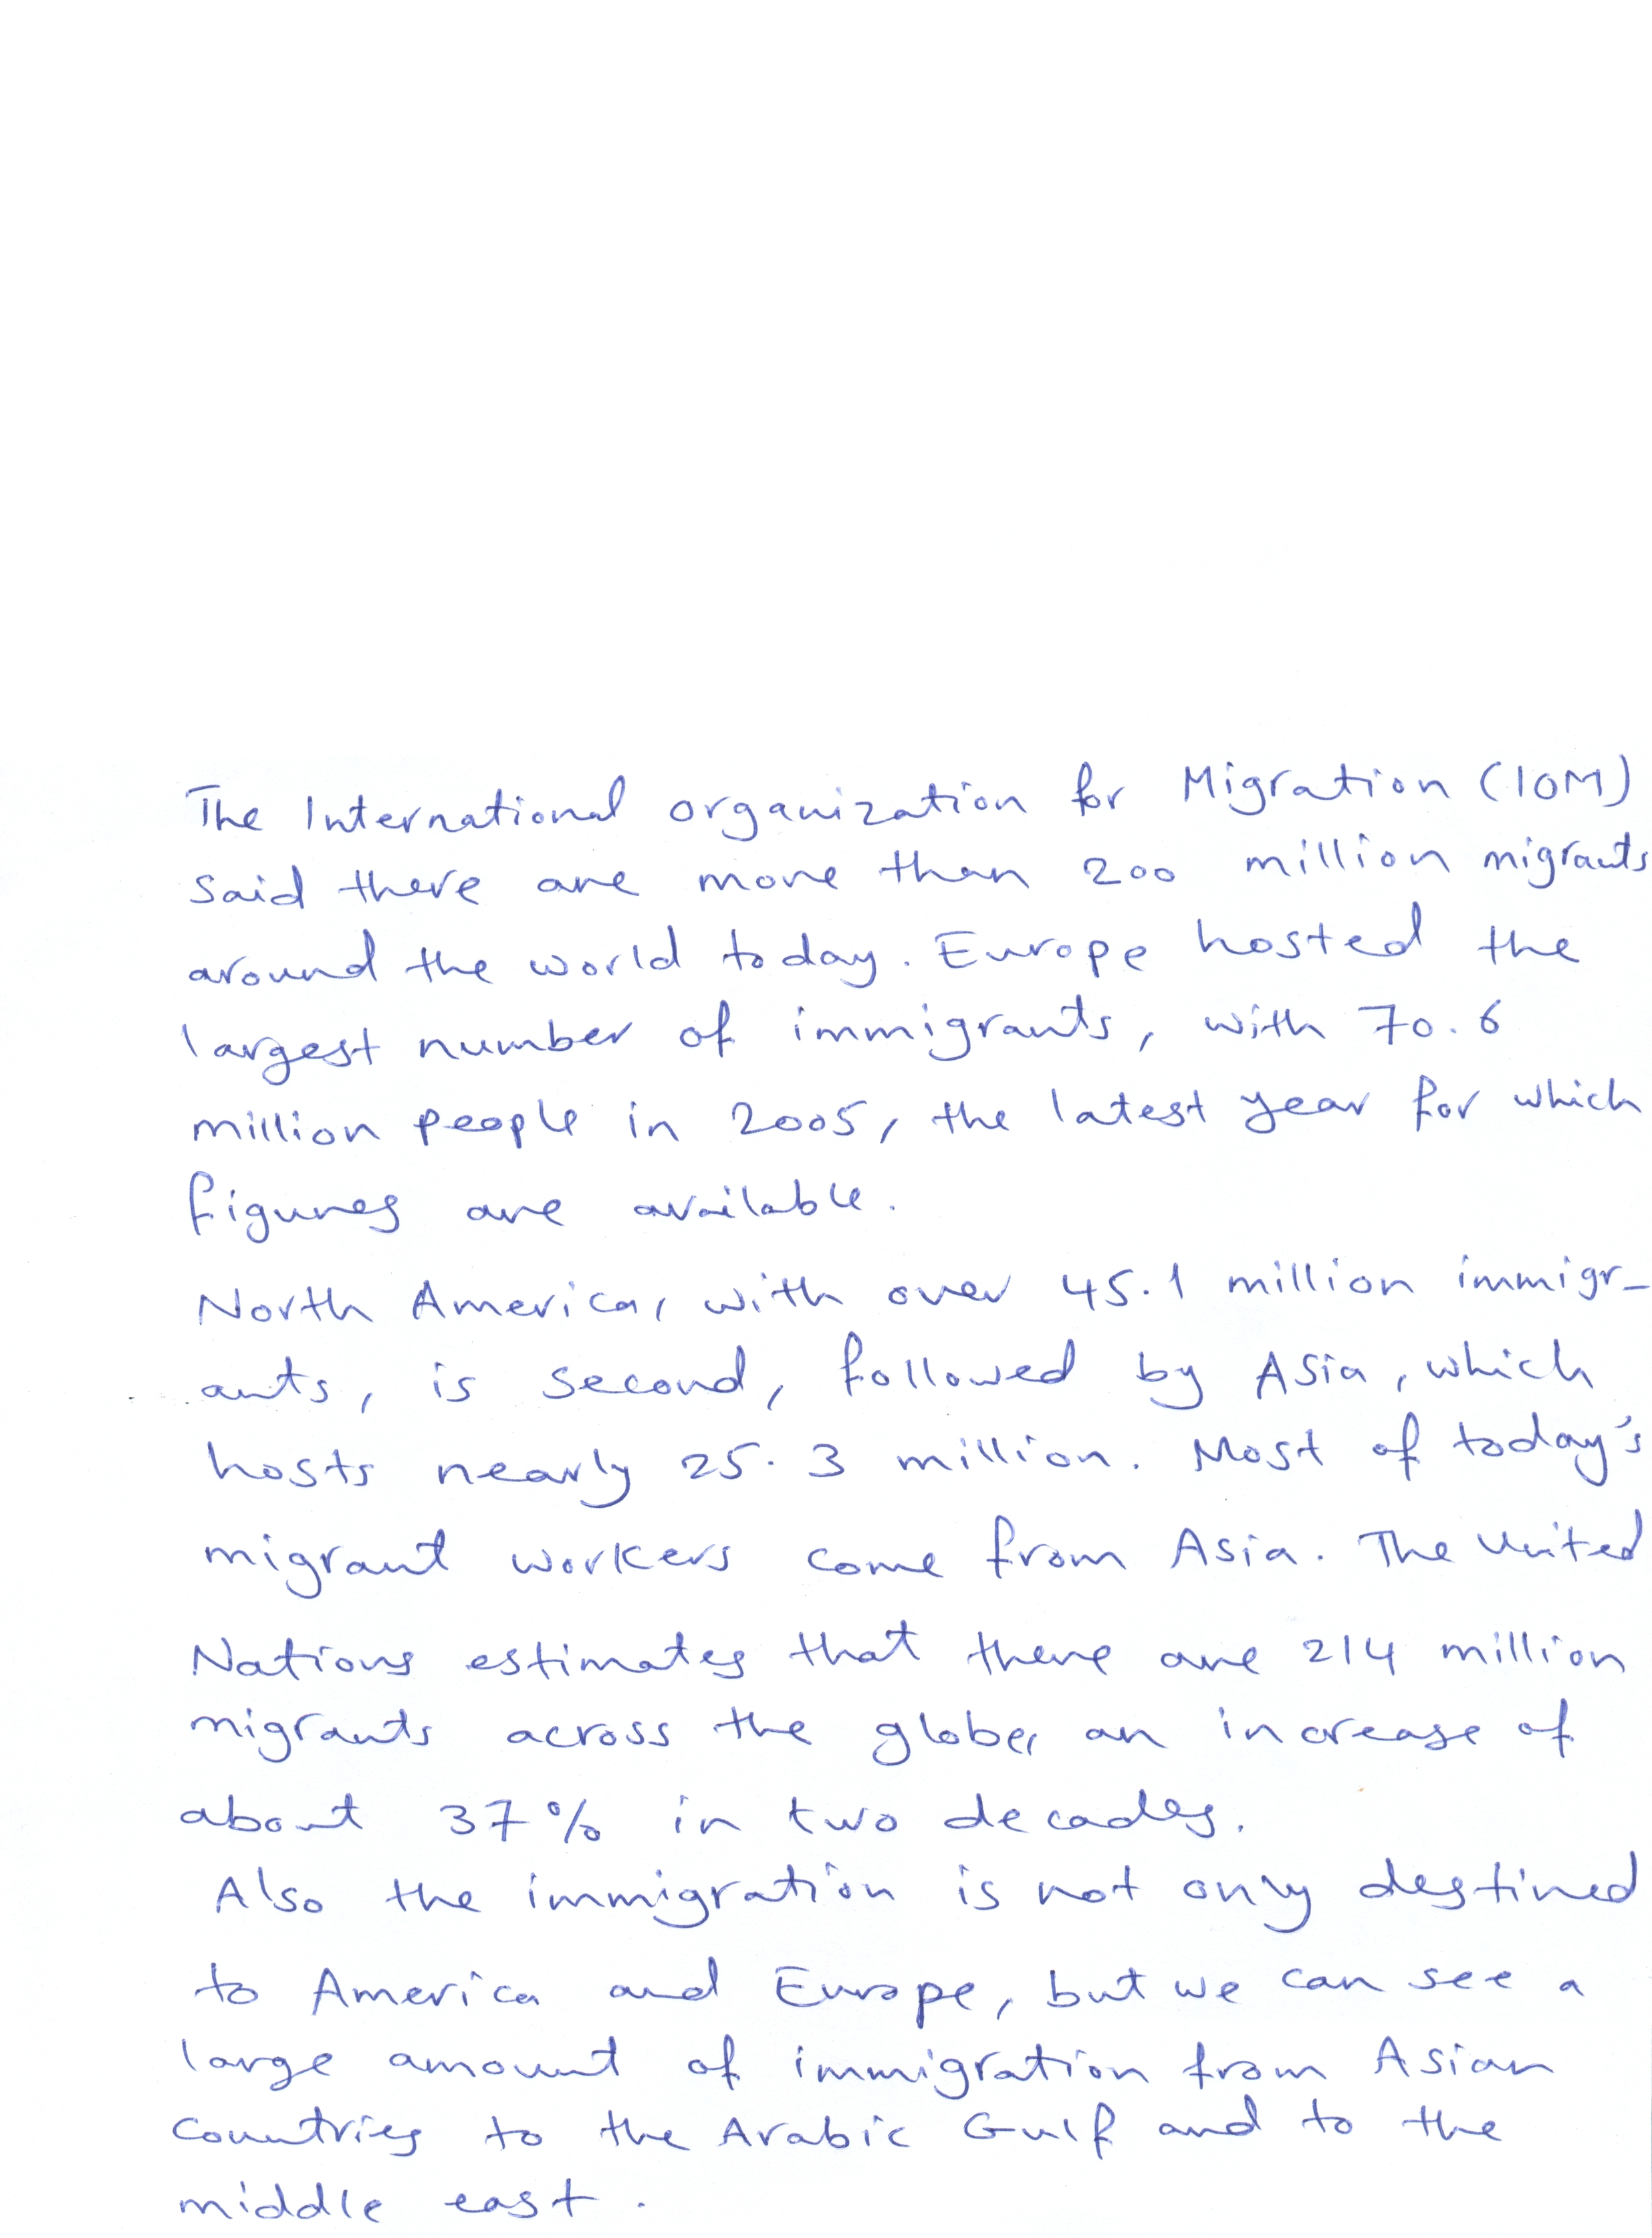 The International organization for Migration (IOM)
said there are more than 200 million migrants
around the world today. Europe hosted the
largest number of immigrants, with 70.6
million people in 2005, the latest year for which
figures are available.
North America, with over 45.1 million immigr-
ants, is second, followed by Asia, which
hosts nearly 25.3 million. Most of today's
migrant workers come from Asia. The United
Nations estimates that there are 214 million
migrants across the globe, an increase of
about 37% in two decades.
Also the immigration is not only destined
to America and Europe, but we can see a
large amount of immigration from Asian
Countries to the Arabic Gulf and to the
middle east.